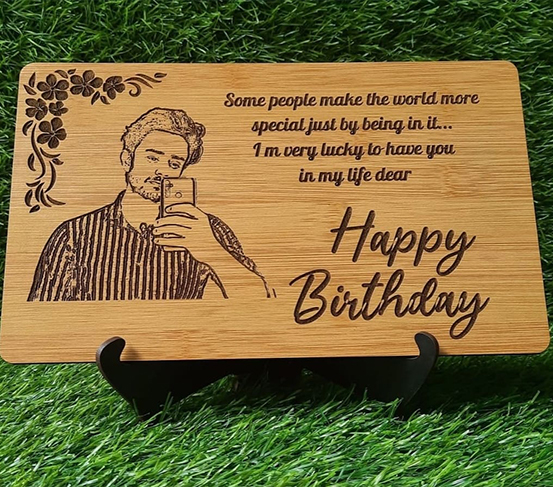 Some people make the world more
special just by being in it...
I m very lucky to have you
in my life dear
Happy
Birthday